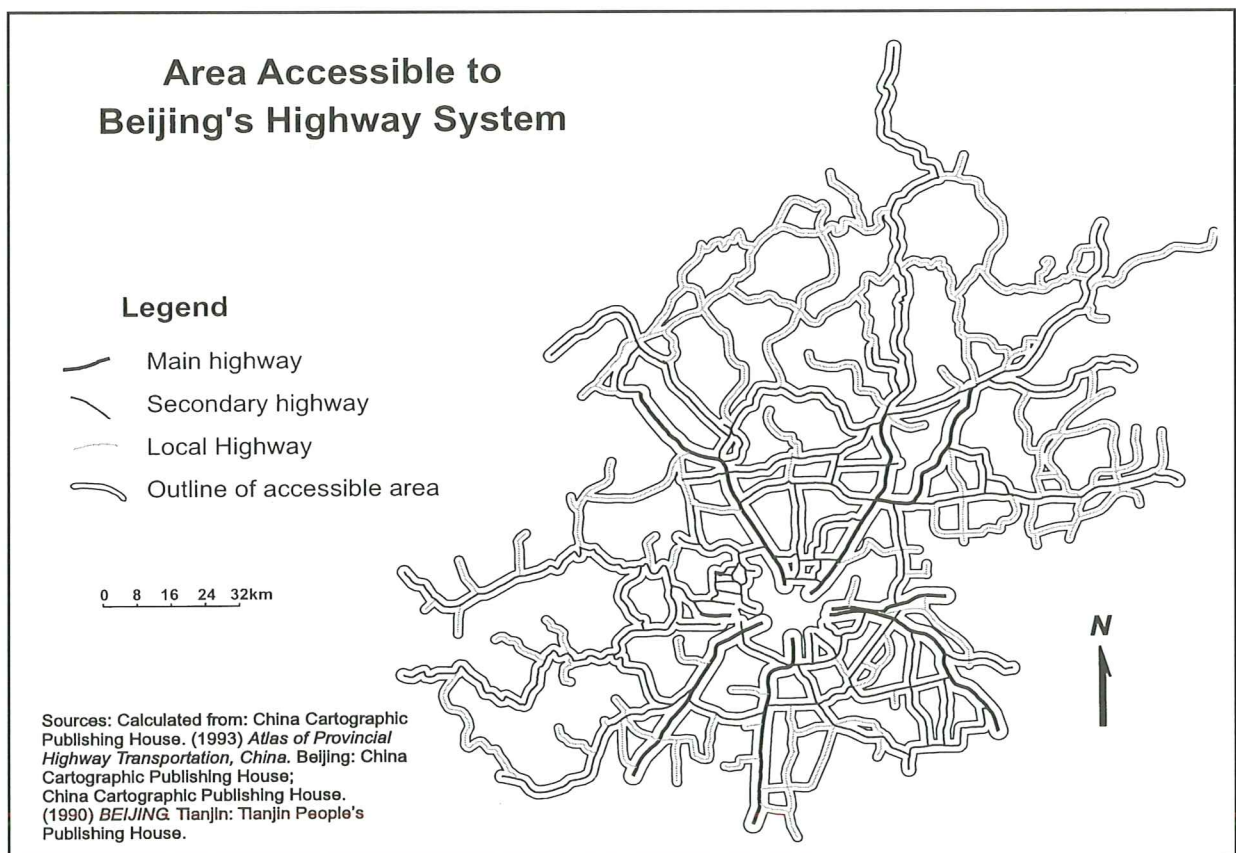 Area Accessible to
Beijing's Highway System
Legend
Main highway
Secondary highway
Local Highway
Outline of accessible area
0 8 16 24 32km
N
Sources: Calculated from: China Cartographic
Publishing House. (1993) Atlas of Provincial
Highway Transportation, China. Beijing: China
Cartographic Publishing House;
China Cartographic Publishing House.
(1990) BEIJING. Tianjin: Tianjin People's
Publishing House.